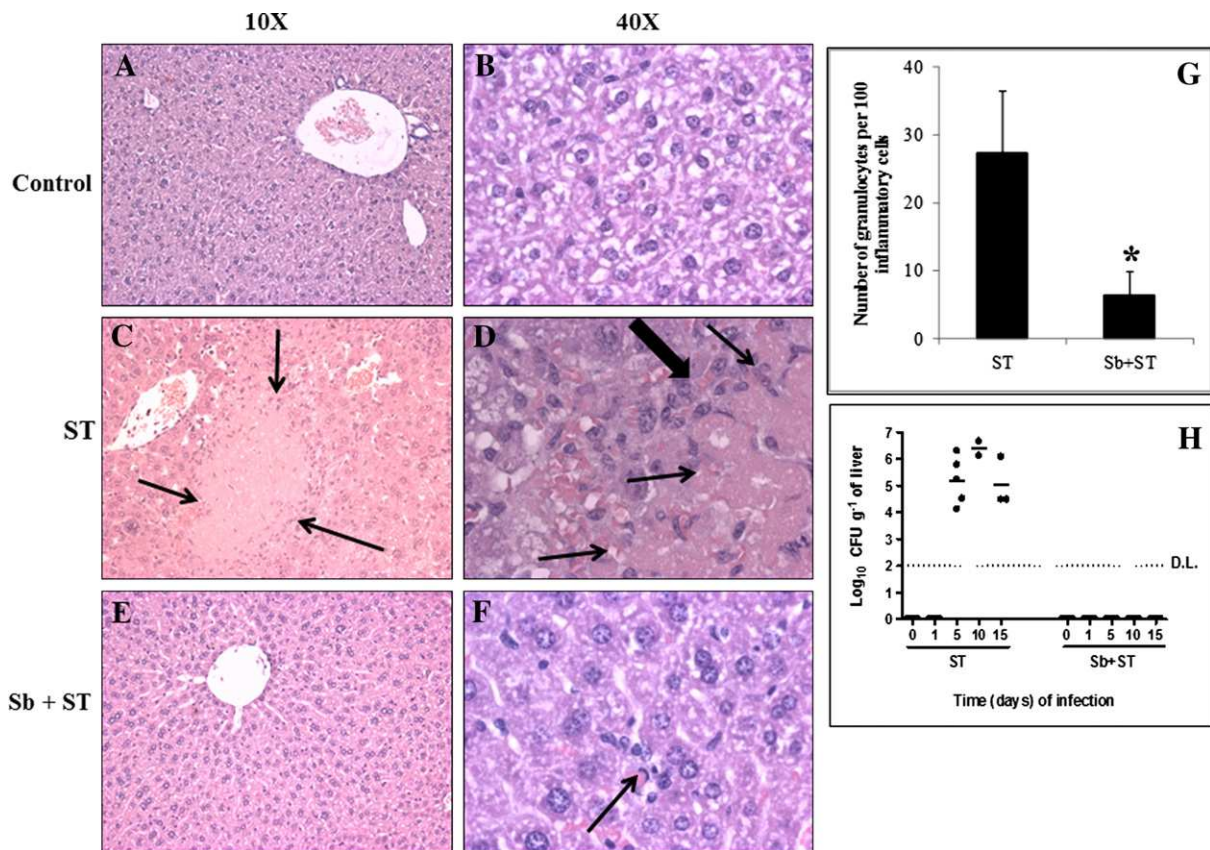 10X
40X
Control
A
B
ST
C
D
Sb + ST
E
F
G
Number of granulocytes per 100
inflammatory cells
40
30
20
10
0
*
ST
Sb+ST
H
Log10 CFU g-1 of liver
7
6
5
4
3
2
1
0
D.L.
0 1 5 10 15
0 1 5 10 15
ST
Sb+ST
Time (days) of infection